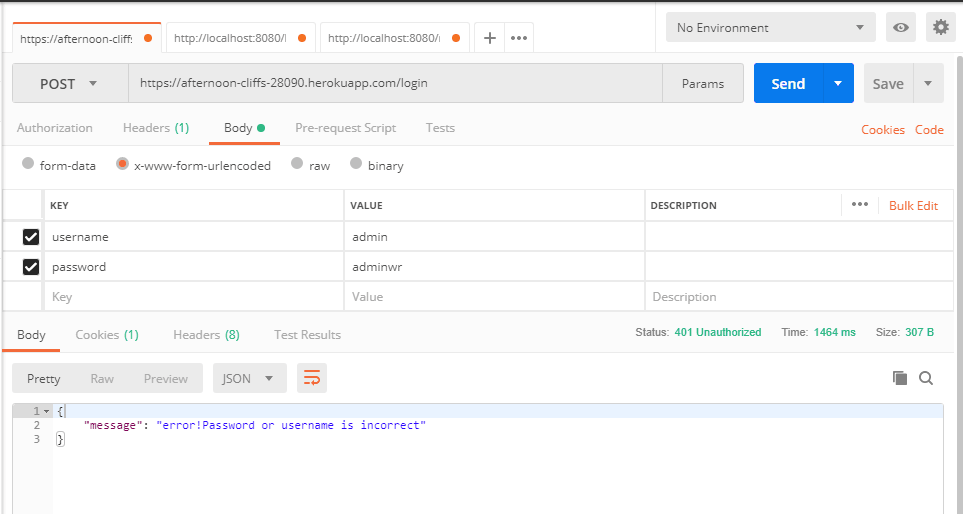 https://afternoon-cliffs
http://localhost:8080/l
http://localhost:8080/
No Environment
POST
https://afternoon-cliffs-28090.herokuapp.com/login
Params
Send
Save
Authorization
Headers (1)
Body
Pre-request Script
Tests
Cookies
Code
form-data
x-www-form-urlencoded
raw
binary
KEY
VALUE
DESCRIPTION
Bulk Edit
username
admin
password
adminwr
Key
Value
Description
Body
Cookies (1)
Headers (8)
Test Results
Status: 401 Unauthorized
Time: 1464 ms
Size: 307 B
Pretty
Raw
Preview
JSON
1 {
2 "message": "error!Password or username is incorrect"
3 }